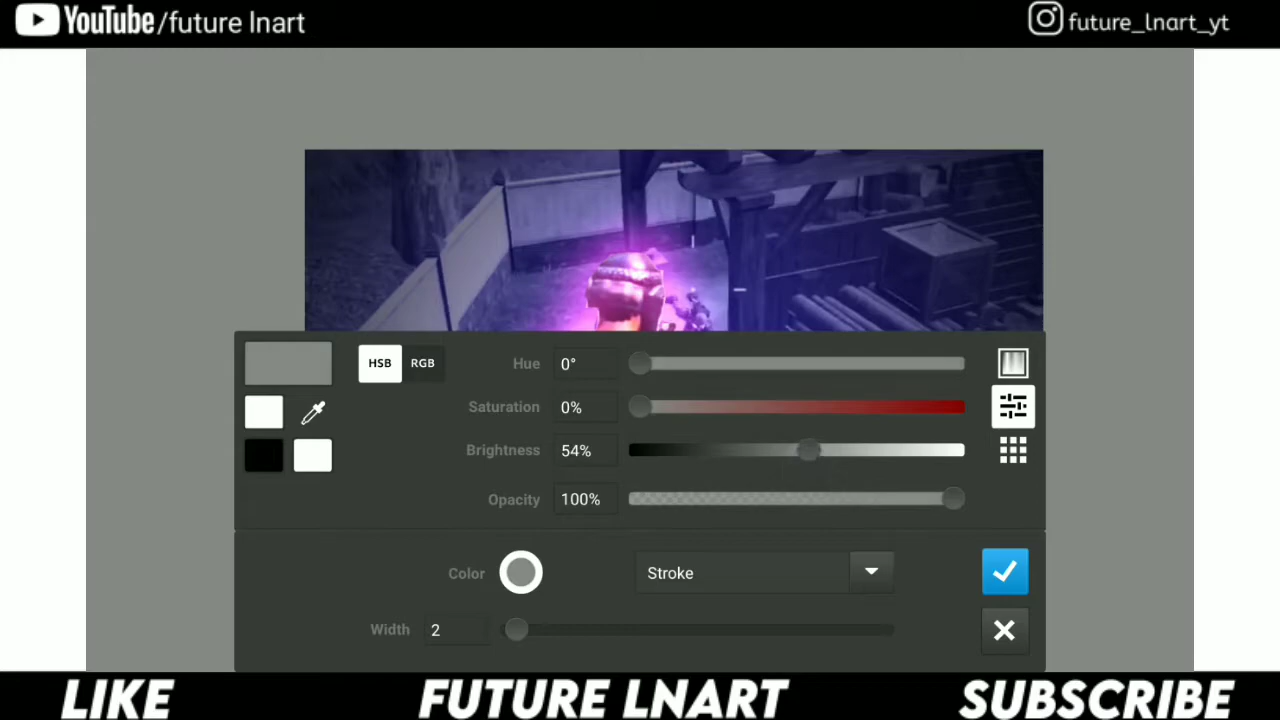 YouTube/future lnart
future_lnart_yt
HSB RGB Hue 0°
Saturation 0%
Brightness 54%
Opacity 100%
Color Stroke
Width 2
LIKE FUTURE LNART SUBSCRIBE